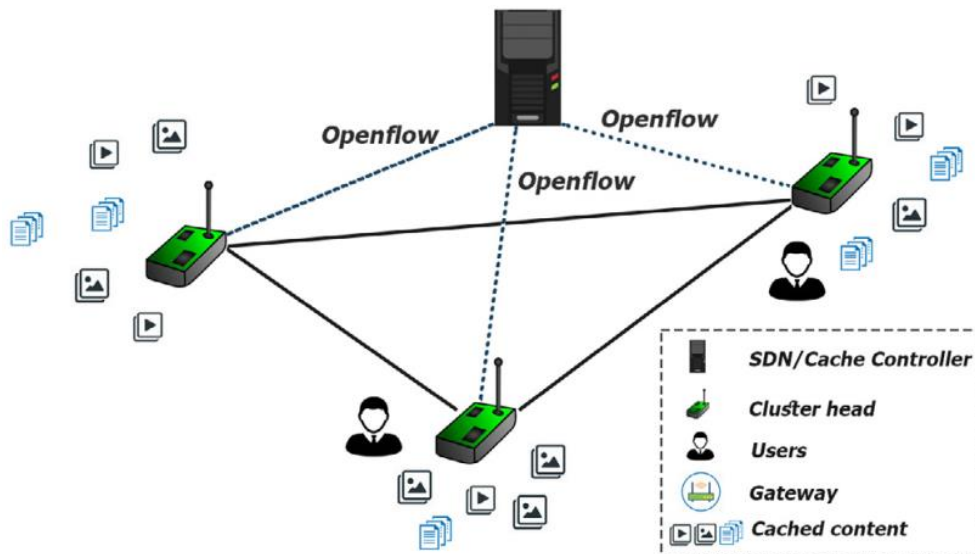 Openflow
Openflow
Openflow
SDN/Cache Controller
Cluster head
Users
Gateway
Cached content